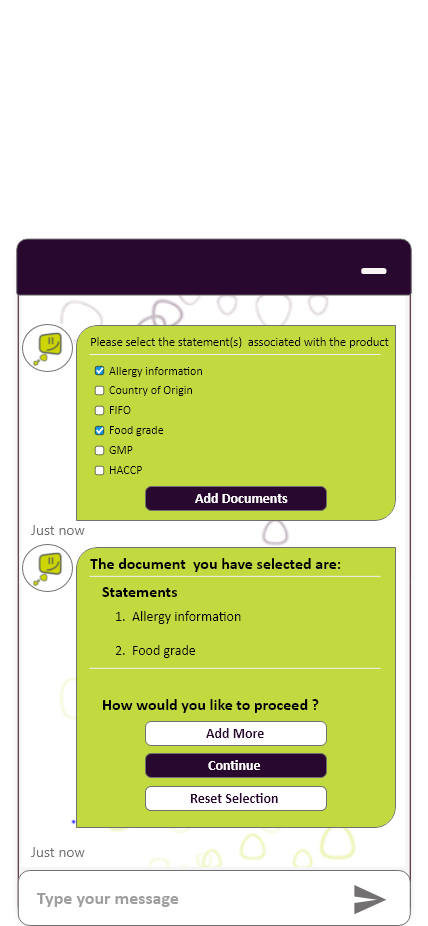 Please select the statement(s)  associated with the product
Allergy information
Country of Origin
FIFO
Food grade
GMP
HACCP
Add Documents
Just now
The document  you have selected are:
Statements
1. Allergy information
2. Food grade
How would you like to proceed ?
Add More
Continue
Reset Selection
Just now
Type your message